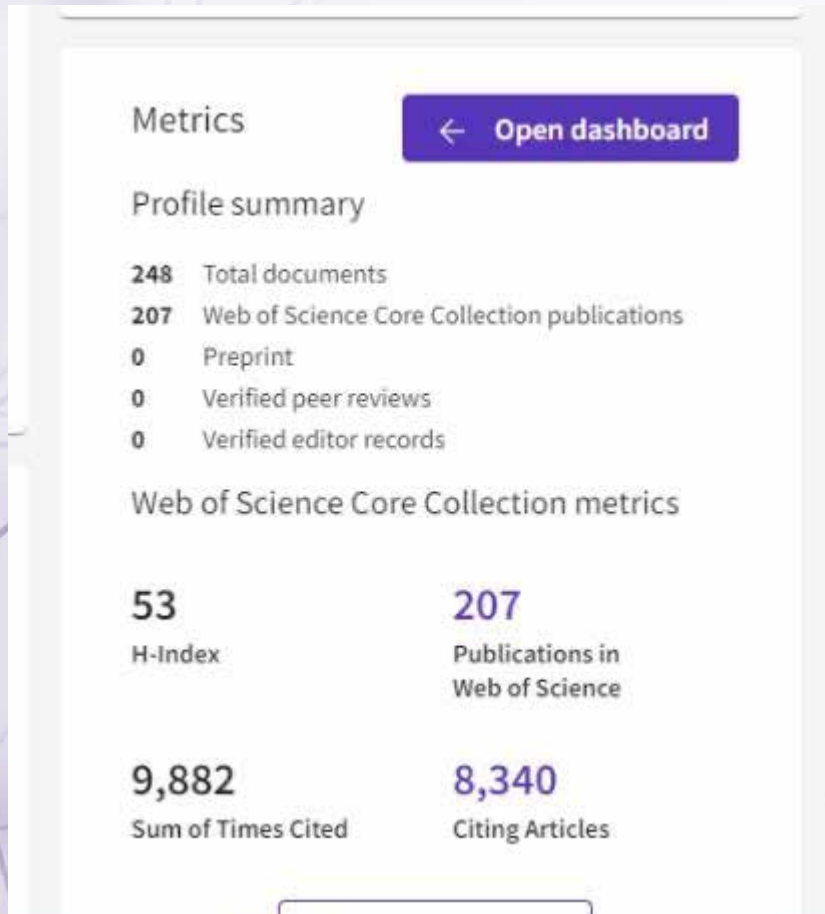 Metrics
← Open dashboard
Profile summary
248 Total documents
207 Web of Science Core Collection publications
0 Preprint
0 Verified peer reviews
0 Verified editor records
Web of Science Core Collection metrics
53
H-Index
207
Publications in
Web of Science
9,882
Sum of Times Cited
8,340
Citing Articles